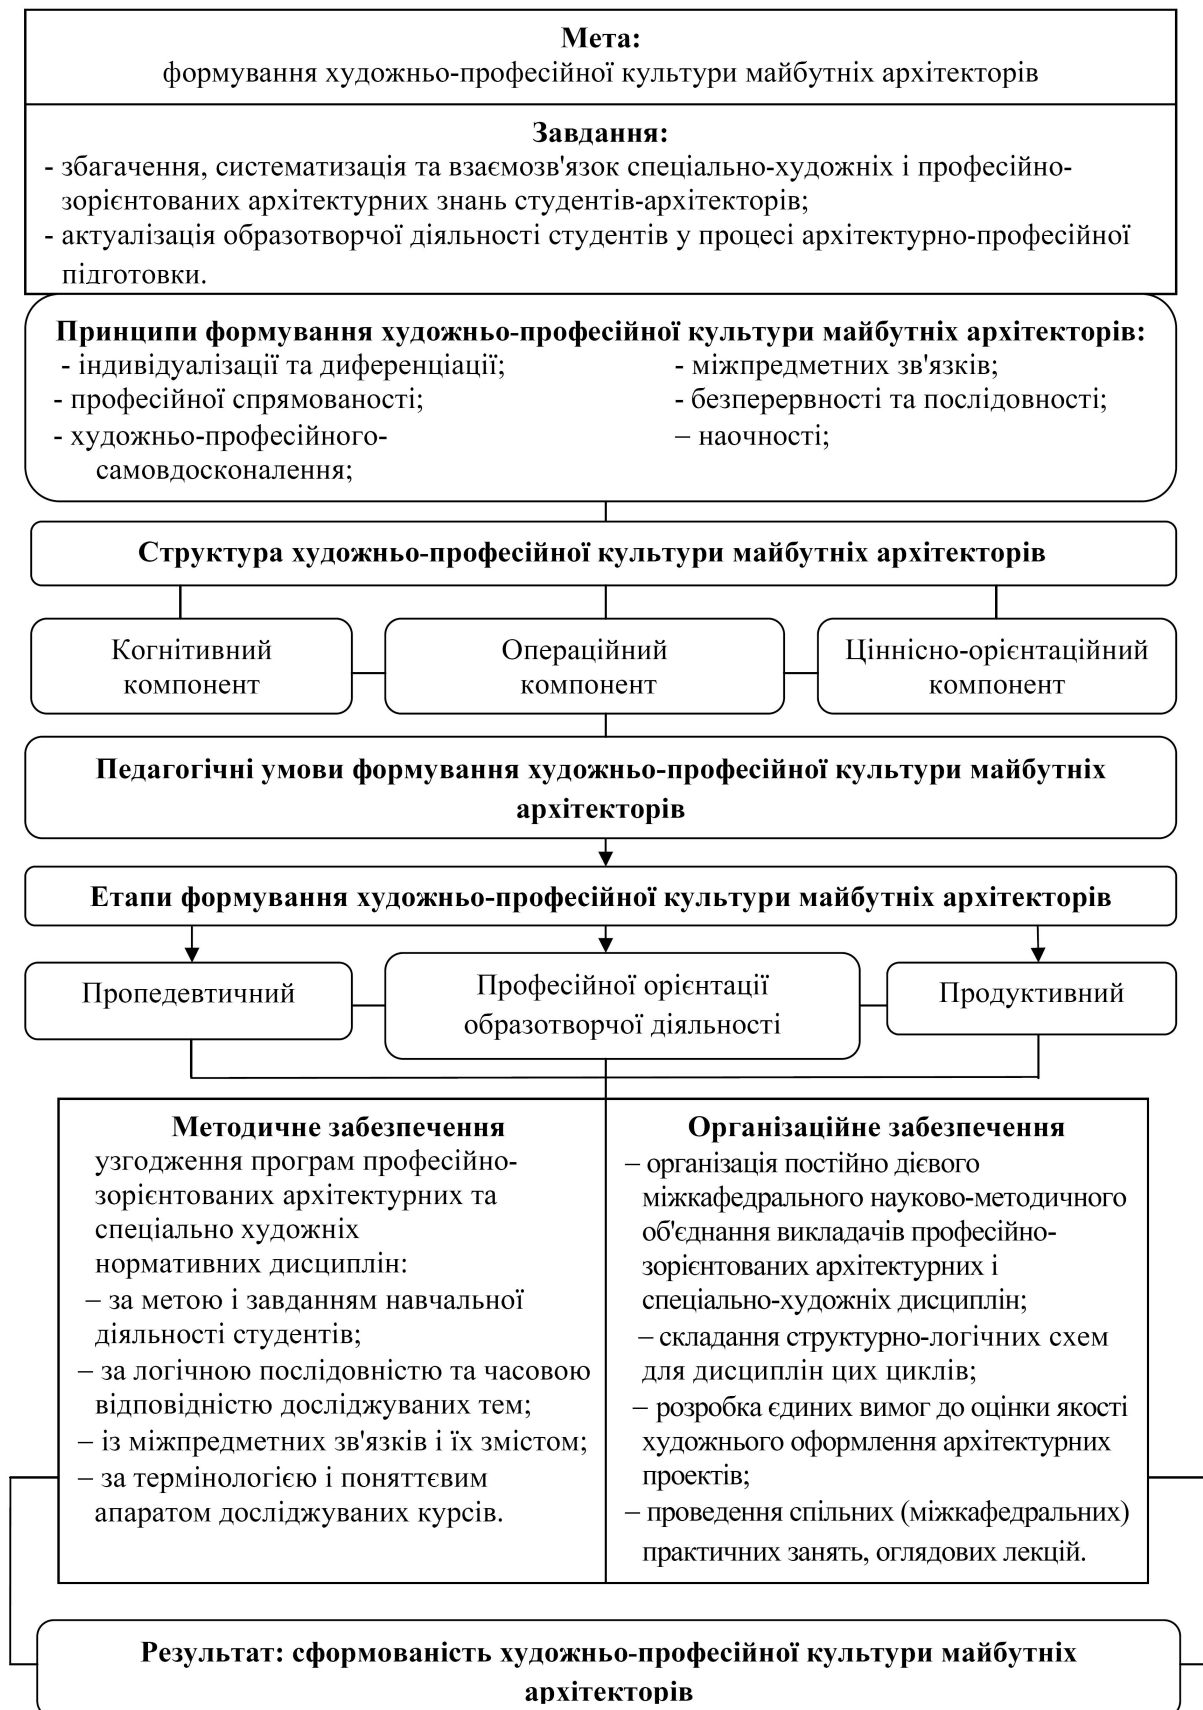 Мета:
формування художньо-професійної культури майбутніх архітекторів
Завдання:
- збагачення, систематизація та взаємозв'язок спеціально-художніх і професійно-
зорієнтованих архітектурних знань студентів-архітекторів;
- актуалізація образотворчої діяльності студентів у процесі архітектурно-професійної
підготовки.
Принципи формування художньо-професійної культури майбутніх архітекторів:
- індивідуалізації та диференціації;
- професійної спрямованості;
- художньо-професійного-
самовдосконалення;
- міжпредметних зв'язків;
- безперервності та послідовності;
– наочності;
Структура художньо-професійної культури майбутніх архітекторів
Когнітивний
компонент
Операційний
компонент
Ціннісно-орієнтаційний
компонент
Педагогічні умови формування художньо-професійної культури майбутніх
архітекторів
Етапи формування художньо-професійної культури майбутніх архітекторів
Пропедевтичний
Професійної орієнтації
образотворчої діяльності
Продуктивний
Методичне забезпечення
узгодження програм професійно-
зорієнтованих архітектурних та
спеціально художніх
нормативних дисциплін:
– за метою і завданням навчальної
діяльності студентів;
– за логічною послідовністю та часовою
відповідністю досліджуваних тем;
– із міжпредметних зв'язків і їх змістом;
– за термінологією і поняттєвим
апаратом досліджуваних курсів.
Організаційне забезпечення
– організація постійно дієвого
міжкафедрального науково-методичного
об'єднання викладачів професійно-
зорієнтованих архітектурних і
спеціально-художніх дисциплін;
– складання структурно-логічних схем
для дисциплін цих циклів;
– розробка єдиних вимог до оцінки якості
художнього оформлення архітектурних
проектів;
– проведення спільних (міжкафедральних)
практичних занять, оглядових лекцій.
Результат: сформованість художньо-професійної культури майбутніх
архітекторів